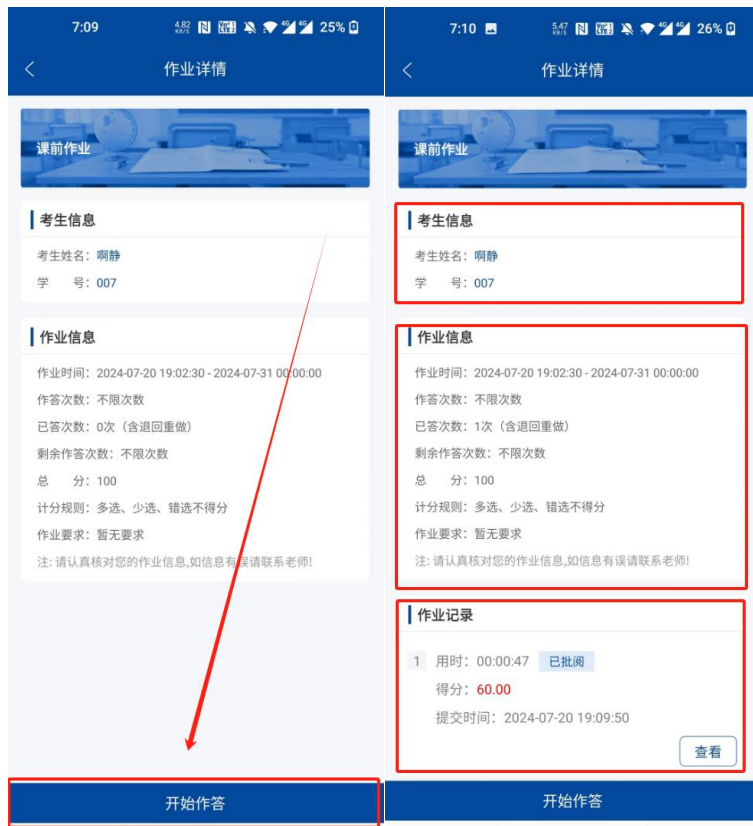 7:09
4.82 KB/S
4G 4G 25%
作业详情
课前作业
考生信息
考生姓名：啊静
学 号：007
作业信息
作业时间：2024-07-20 19:02:30 - 2024-07-31 00:00:00
作答次数：不限次数
已答次数：0次（含退回重做）
剩余作答次数：不限次数
总 分：100
计分规则：多选、少选、错选不得分
作业要求：暂无要求
注: 请认真核对您的作业信息,如信息有误请联系老师!
开始作答
7:10
5.47 KB/S
4G 4G 26%
作业详情
课前作业
考生信息
考生姓名：啊静
学 号：007
作业信息
作业时间：2024-07-20 19:02:30 - 2024-07-31 00:00:00
作答次数：不限次数
已答次数：1次（含退回重做）
剩余作答次数：不限次数
总 分：100
计分规则：多选、少选、错选不得分
作业要求：暂无要求
注: 请认真核对您的作业信息,如信息有误请联系老师!
作业记录
1 用时：00:00:47 已批阅
得分：60.00
提交时间：2024-07-20 19:09:50
查看
开始作答